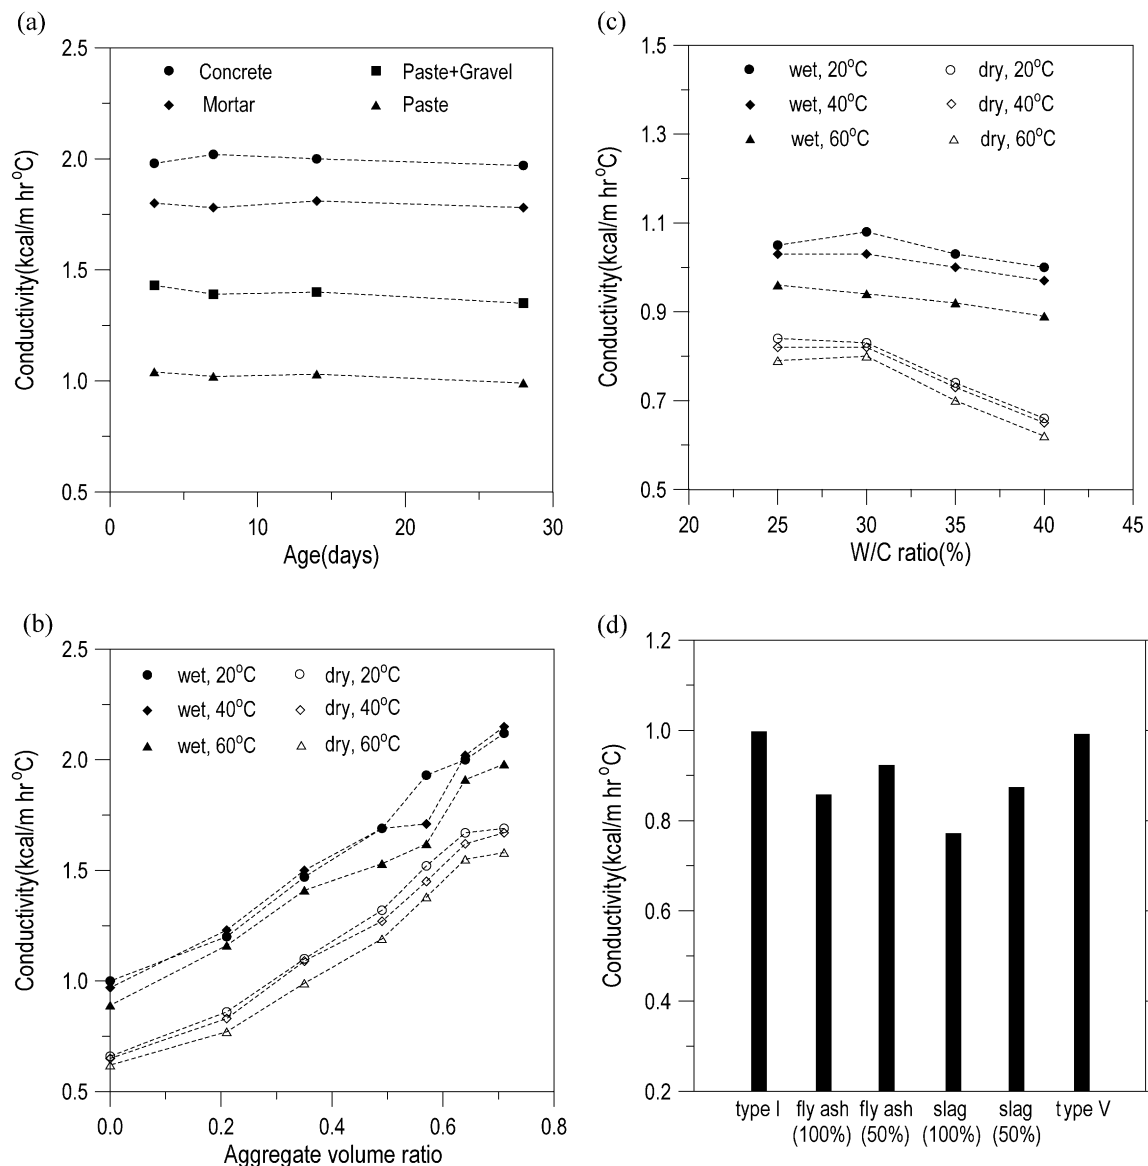 (a)
2.5
2.0
1.5
1.0
0.5
Conductivity(kcal/m hr°C)
Concrete
Paste+Gravel
Mortar
Paste
0
10
20
30
Age(days)
(c)
1.5
1.3
1.1
0.9
0.7
0.5
Conductivity(kcal/m hr°C)
wet, 20°C
dry, 20°C
wet, 40°C
dry, 40°C
wet, 60°C
dry, 60°C
20
25
30
35
40
45
W/C ratio(%)
(b)
2.5
2.0
1.5
1.0
0.5
Conductivity(kcal/m hr°C)
wet, 20°C
dry, 20°C
wet, 40°C
dry, 40°C
wet, 60°C
dry, 60°C
0.0
0.2
0.4
0.6
0.8
Aggregate volume ratio
(d)
1.2
1.0
0.8
0.6
0.4
0.2
Conductivity(kcal/m hr°C)
type I
fly ash
(100%)
fly ash
(50%)
slag
(100%)
slag
(50%)
type V